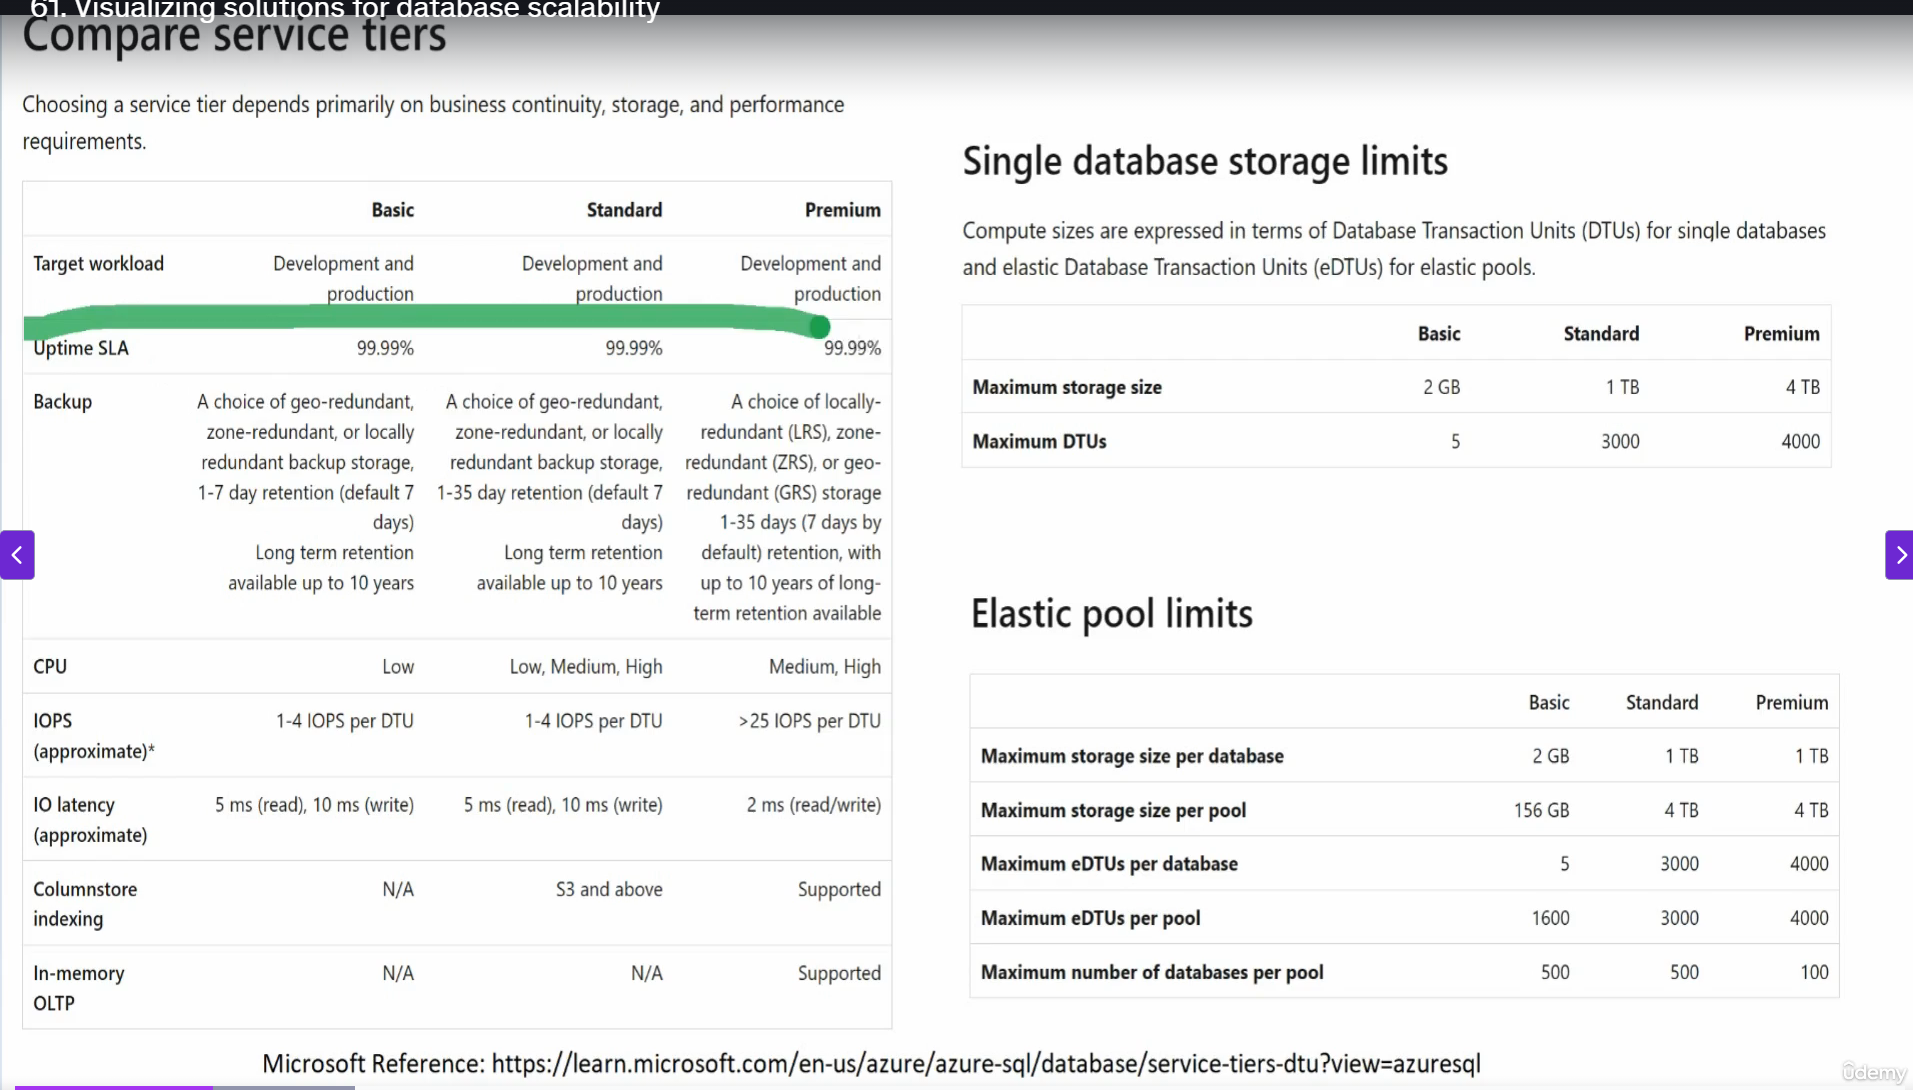 61. Visualizing solutions for database scalability
Compare service tiers
Choosing a service tier depends primarily on business continuity, storage, and performance
requirements.
Basic Standard Premium
Target workload Development and production Development and production Development and production
Uptime SLA 99.99% 99.99% 99.99%
Backup A choice of geo-redundant, zone-redundant, or locally redundant backup storage, 1-7 day retention (default 7 days) Long term retention available up to 10 years A choice of geo-redundant, zone-redundant, or locally redundant backup storage, 1-35 day retention (default 7 days) Long term retention available up to 10 years A choice of locally-redundant (LRS), zone-redundant (ZRS), or geo-redundant (GRS) storage 1-35 days (7 days by default) retention, with up to 10 years of long-term retention available
CPU Low Low, Medium, High Medium, High
IOPS (approximate)* 1-4 IOPS per DTU 1-4 IOPS per DTU >25 IOPS per DTU
IO latency (approximate) 5 ms (read), 10 ms (write) 5 ms (read), 10 ms (write) 2 ms (read/write)
Columnstore indexing N/A S3 and above Supported
In-memory OLTP N/A N/A Supported
Single database storage limits
Compute sizes are expressed in terms of Database Transaction Units (DTUs) for single databases
and elastic Database Transaction Units (eDTUs) for elastic pools.
Basic Standard Premium
Maximum storage size 2 GB 1 TB 4 TB
Maximum DTUs 5 3000 4000
Elastic pool limits
Basic Standard Premium
Maximum storage size per database 2 GB 1 TB 1 TB
Maximum storage size per pool 156 GB 4 TB 4 TB
Maximum eDTUs per database 5 3000 4000
Maximum eDTUs per pool 1600 3000 4000
Maximum number of databases per pool 500 500 100
Microsoft Reference: https://learn.microsoft.com/en-us/azure/azure-sql/database/service-tiers-dtu?view=azuresql
ûdemy